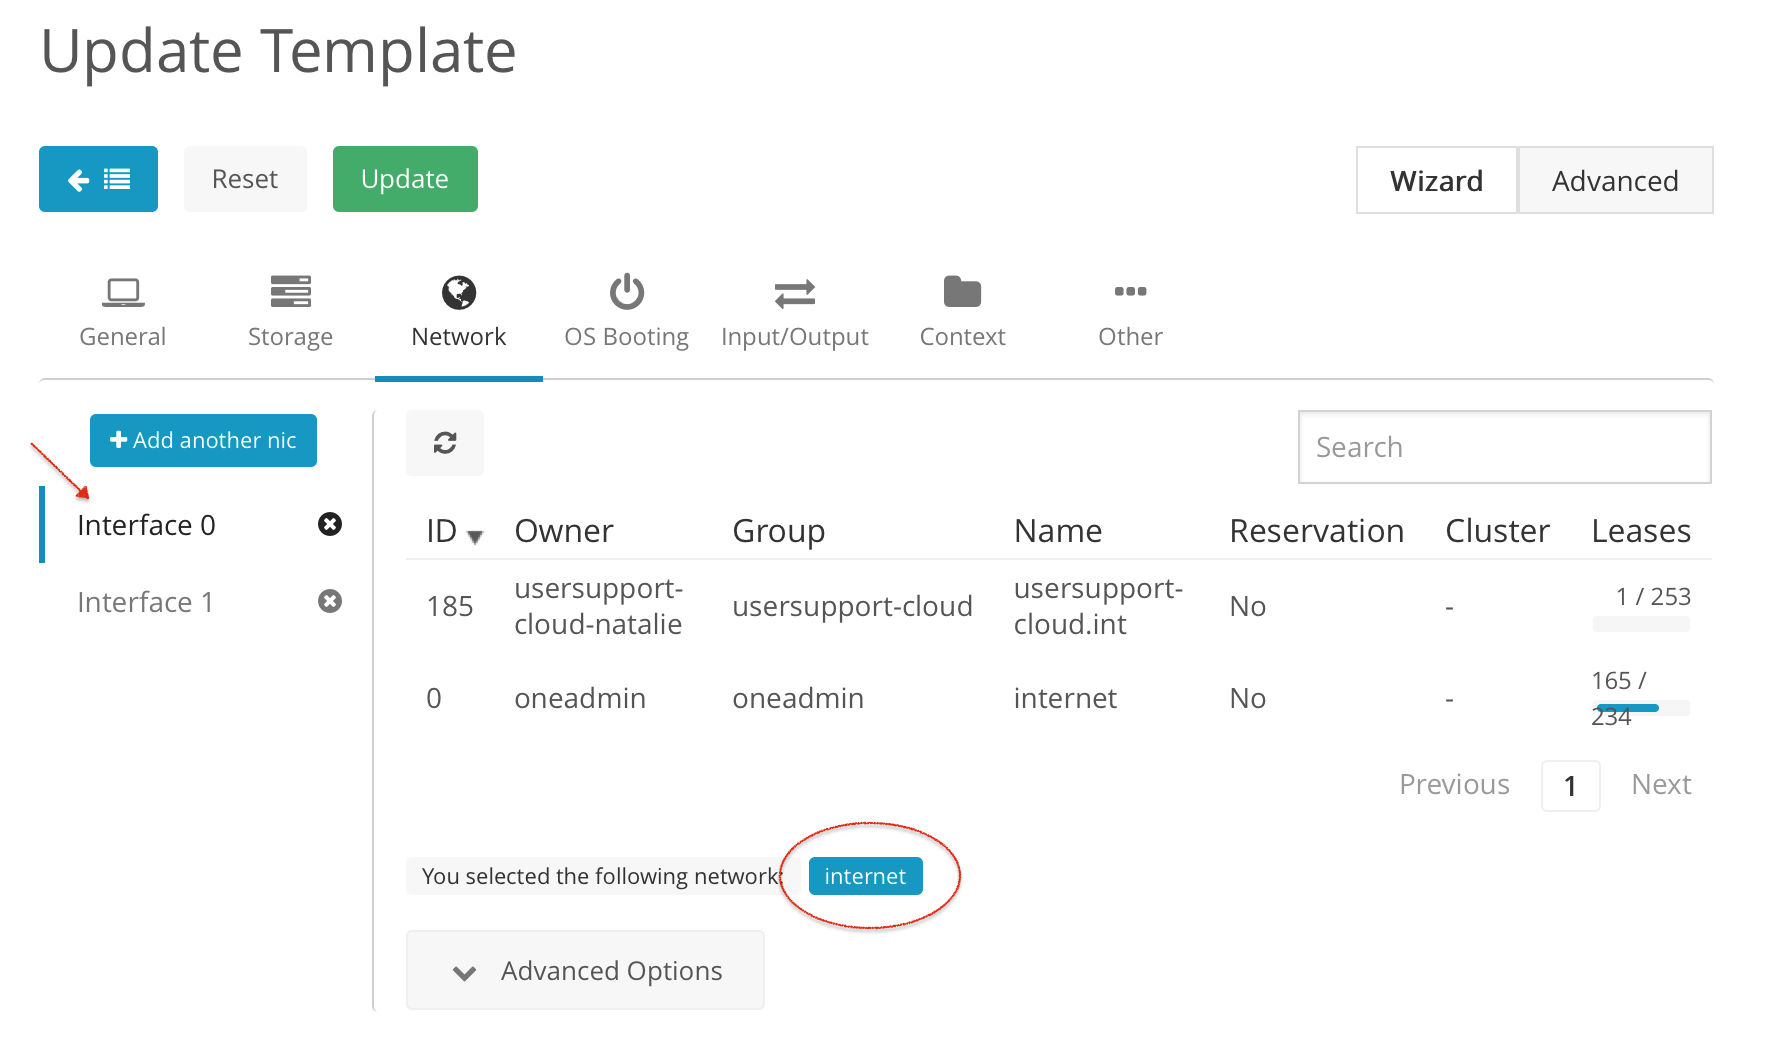 Update Template
Reset
Update
Wizard
Advanced
General
Storage
Network
OS Booting
Input/Output
Context
Other
Add another nic
Search
Interface 0
Interface 1
ID Owner Group Name Reservation Cluster Leases
185 usersupport-cloud-natalie usersupport-cloud usersupport-cloud.int No - 1 / 253
0 oneadmin oneadmin internet No - 165 / 234
Previous 1 Next
You selected the following network: internet
Advanced Options